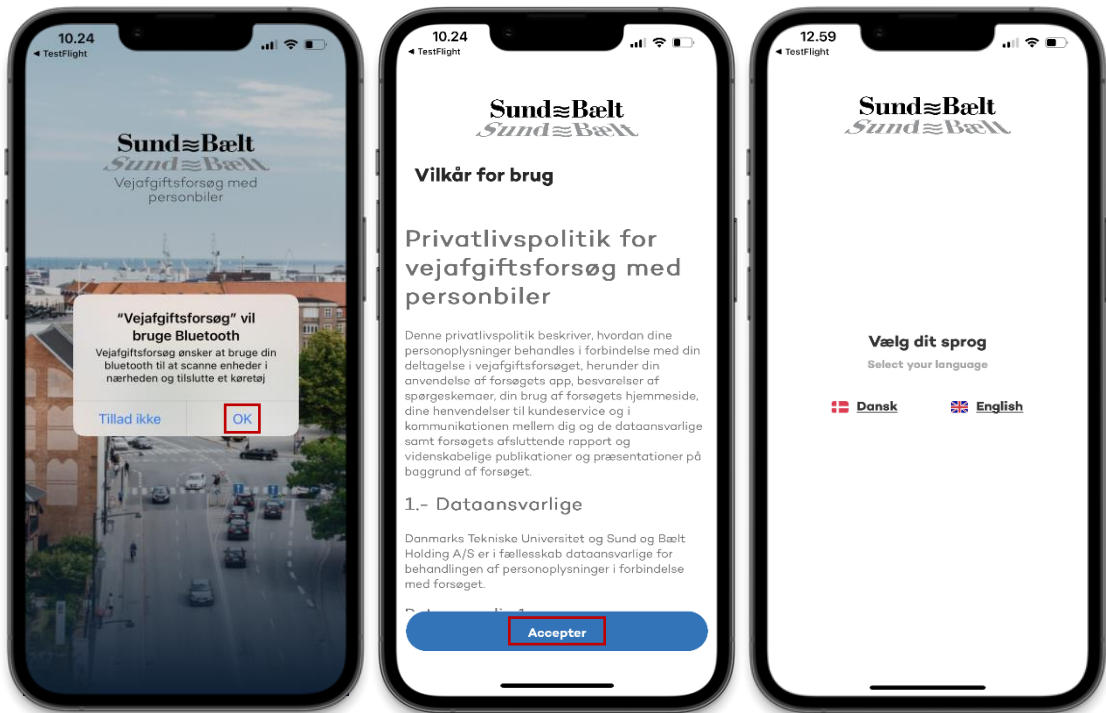 10.24
◀ TestFlight
Sund≈Bælt
Sund≈Bælt
Vejafgiftsforsøg med
personbiler
"Vejafgiftsforsøg" vil
bruge Bluetooth
Vejafgiftsforsøg ønsker at bruge din
bluetooth til at scanne enheder i
nærheden og tilslutte et køretøj
Tillad ikke
OK
10.24
◀ TestFlight
Sund≈Bælt
Sund≈Bælt
Vilkår for brug
Privatlivspolitik for
vejafgiftsforsøg med
personbiler
Denne privatlivspolitik beskriver, hvordan dine
personoplysninger behandles i forbindelse med din
deltagelse i vejafgiftsforsøget, herunder din
anvendelse af forsøgets app, besvarelser af
spørgeskemaer, din brug af forsøgets hjemmeside,
dine henvendelser til kundeservice og i
kommunikationen mellem dig og de dataansvarlige
samt forsøgets afsluttende rapport og
videnskabelige publikationer og præsentationer på
baggrund af forsøget.
1.- Dataansvarlige
Danmarks Tekniske Universitet og Sund og Bælt
Holding A/S er i fællesskab dataansvarlige for
behandlingen af personoplysninger i forbindelse
med forsøget.
Accepter
12.59
◀ TestFlight
Sund≈Bælt
Sund≈Bælt
Vælg dit sprog
Select your language
Dansk
English